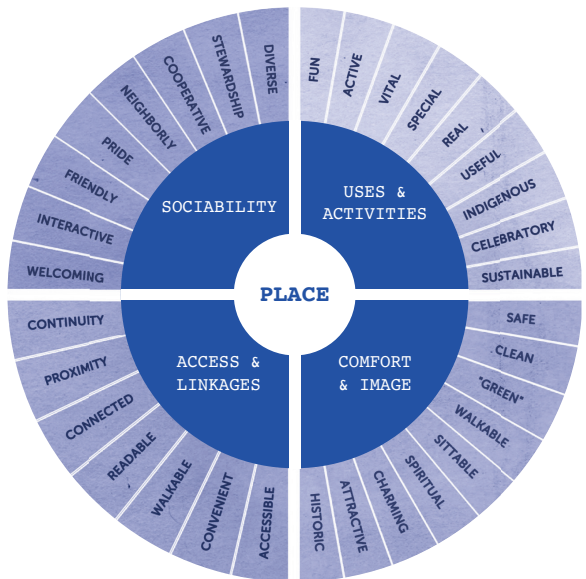 DIVERSE
STEWARDSHIP
COOPERATIVE
NEIGHBORLY
PRIDE
FRIENDLY
INTERACTIVE
WELCOMING
SOCIABILITY
FUN
ACTIVE
VITAL
SPECIAL
REAL
USEFUL
INDIGENOUS
CELEBRATORY
SUSTAINABLE
USES &
ACTIVITIES
PLACE
CONTINUITY
PROXIMITY
CONNECTED
READABLE
WALKABLE
CONVENIENT
ACCESSIBLE
ACCESS &
LINKAGES
SAFE
CLEAN
"GREEN"
WALKABLE
SITTABLE
SPIRITUAL
CHARMING
ATTRACTIVE
HISTORIC
COMFORT
& IMAGE